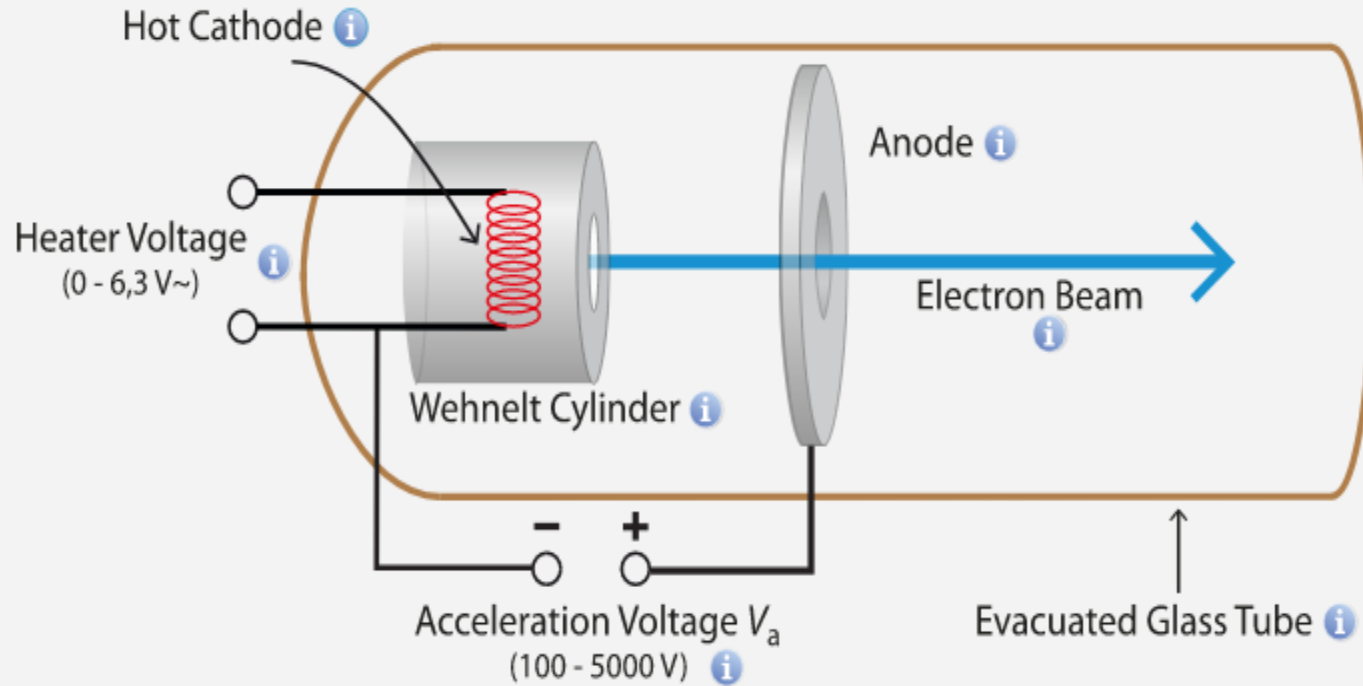 Hot Cathode i
Anode i
Heater Voltage i
(0 - 6,3 V~)
Electron Beam
i
Wehnelt Cylinder i
− +
Acceleration Voltage Va
(100 - 5000 V) i
Evacuated Glass Tube i